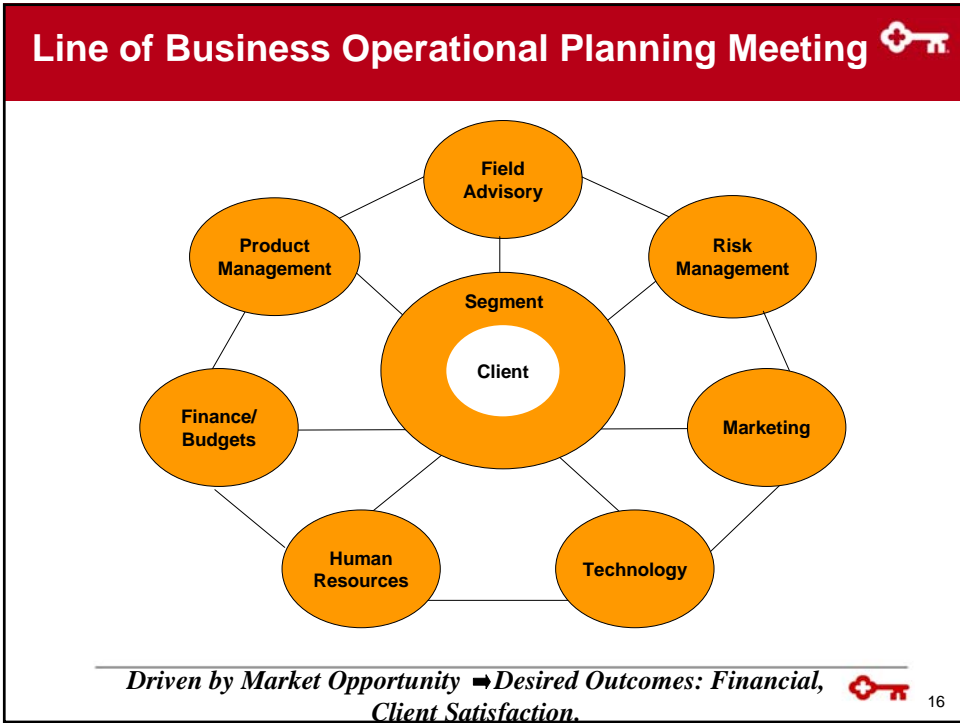 Line of Business Operational Planning Meeting
Field
Advisory
Product
Management
Risk
Management
Segment
Client
Finance/
Budgets
Marketing
Human
Resources
Technology
Driven by Market Opportunity ➡Desired Outcomes: Financial,
Client Satisfaction.
16